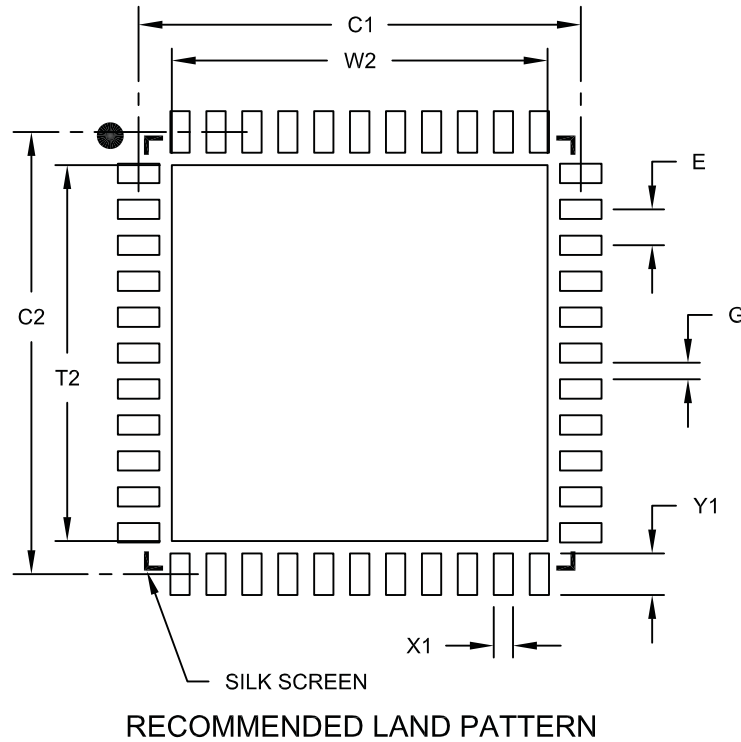 C1
W2
E
C2
G
T2
Y1
X1
SILK SCREEN
RECOMMENDED LAND PATTERN